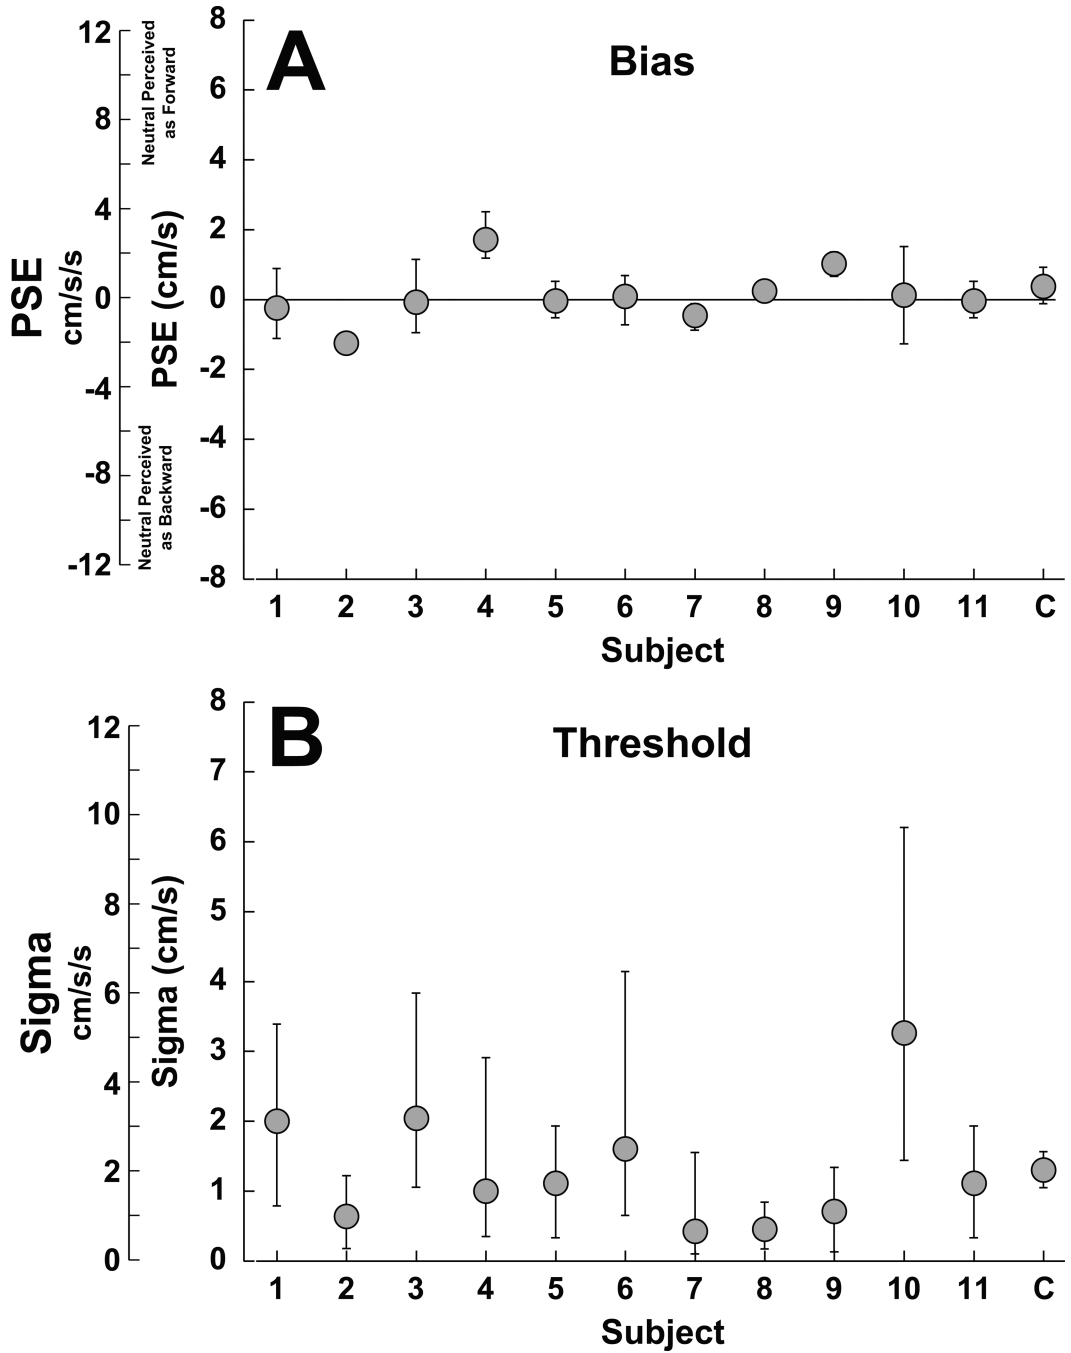 A
Bias
PSE
cm/s/s
12
8
4
0
-4
-8
-12
Neutral Perceived
as Forward
Neutral Perceived
as Backward
PSE (cm/s)
8
6
4
2
0
-2
-4
-6
-8
1 2 3 4 5 6 7 8 9 10 11 C
Subject
B
Threshold
Sigma
cm/s/s
12
10
8
6
4
2
0
Sigma (cm/s)
8
7
6
5
4
3
2
1
0
1 2 3 4 5 6 7 8 9 10 11 C
Subject